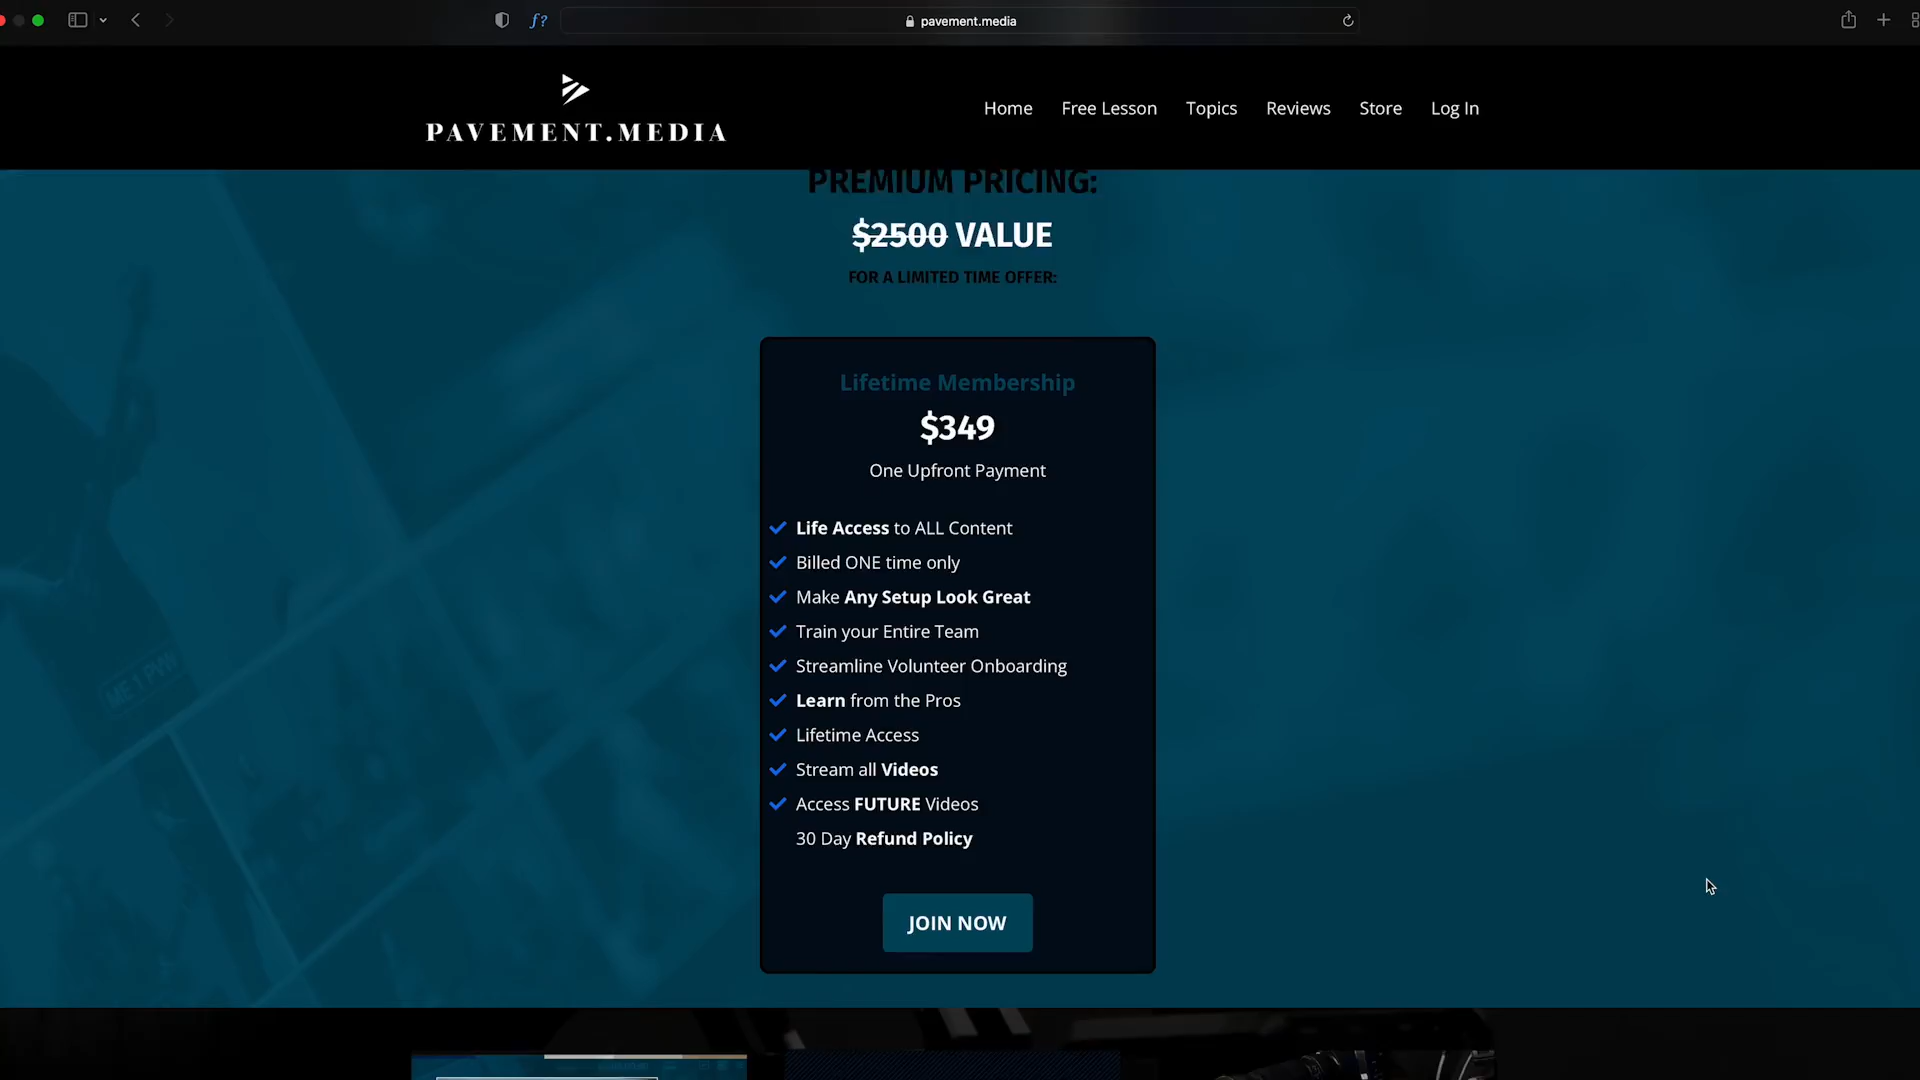 pavement.media
PAVEMENT.MEDIA
Home Free Lesson Topics Reviews Store Log In
PREMIUM PRICING:
$2500 VALUE
FOR A LIMITED TIME OFFER:
Lifetime Membership
$349
One Upfront Payment
Life Access to ALL Content
Billed ONE time only
Make Any Setup Look Great
Train your Entire Team
Streamline Volunteer Onboarding
Learn from the Pros
Lifetime Access
Stream all Videos
Access FUTURE Videos
30 Day Refund Policy
JOIN NOW